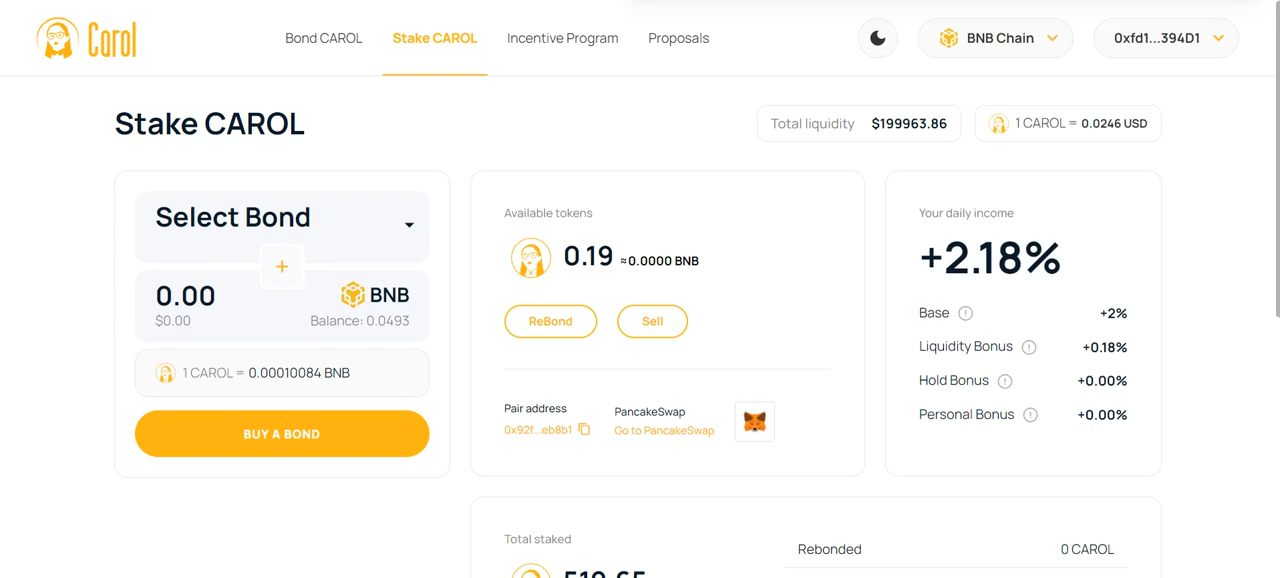 Carol
Bond CAROL
Stake CAROL
Incentive Program
Proposals
BNB Chain
0xfd1...394D1
Stake CAROL
Total liquidity $199963.86
1 CAROL = 0.0246 USD
Select Bond
+
0.00
BNB
$0.00
Balance: 0.0493
1 CAROL = 0.00010084 BNB
BUY A BOND
Available tokens
0.19 ≈0.0000 BNB
ReBond
Sell
Pair address
0x92f...eb8b1
PancakeSwap
Go to PancakeSwap
Your daily income
+2.18%
Base +2%
Liquidity Bonus +0.18%
Hold Bonus +0.00%
Personal Bonus +0.00%
Total staked
Rebonded 0 CAROL